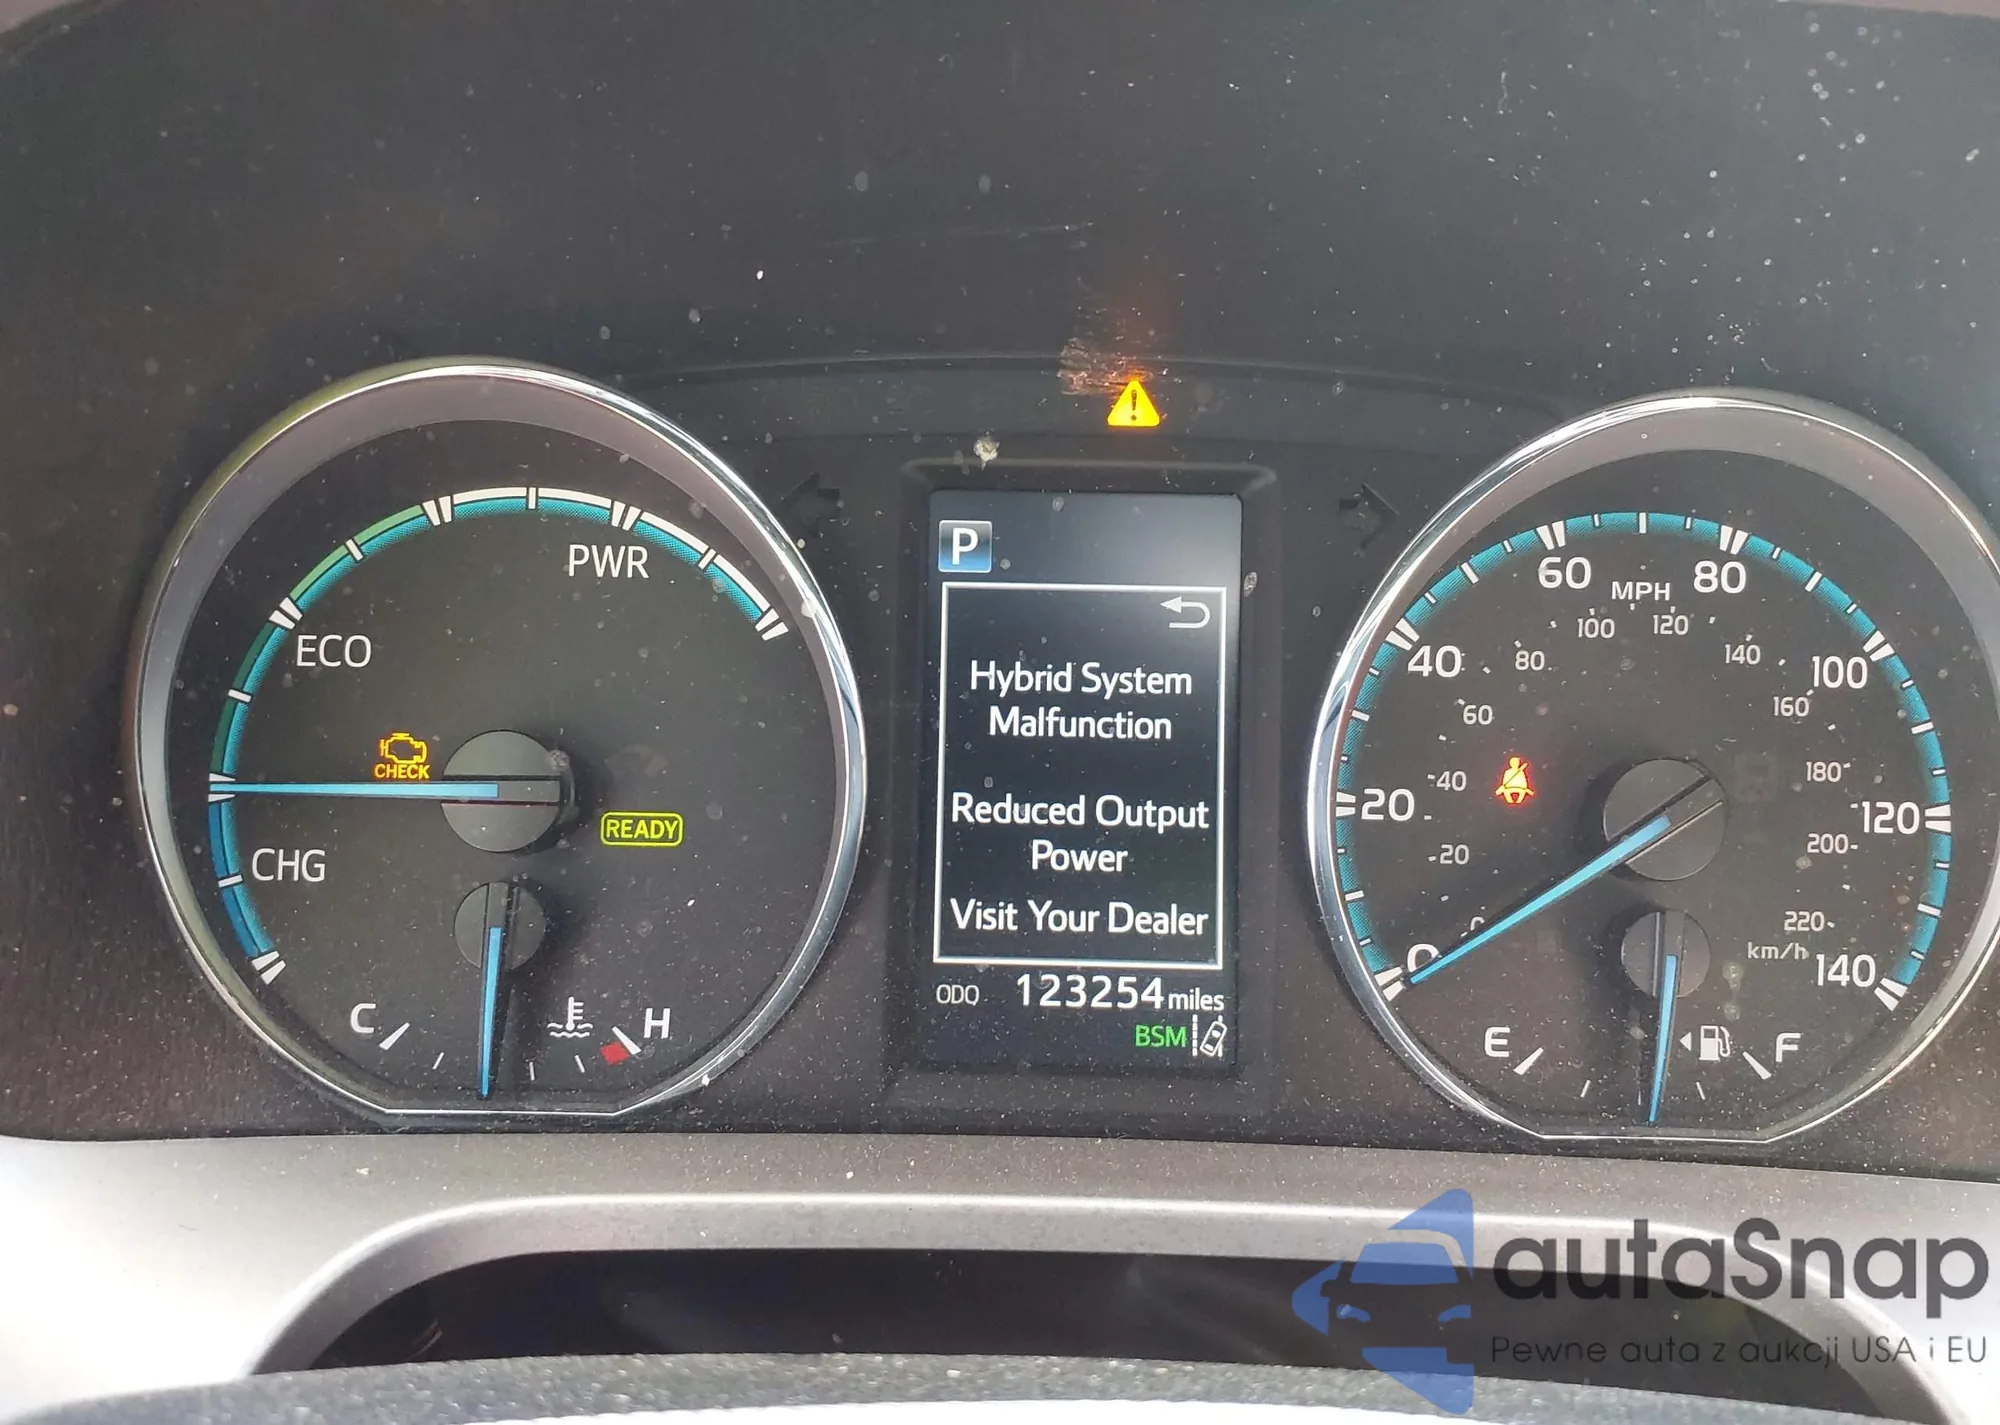 PWR
ECO
CHECK
READY
CHG
C
H
P
Hybrid System
Malfunction
Reduced Output
Power
Visit Your Dealer
ODO 123254 miles
BSM
60 MPH 80
100 120
40 80 140 100
60 160
20 40 180 120
20 200
0 0 220
km/h 140
E F
autaSnap
Pewne auta z aukcji USA i EU